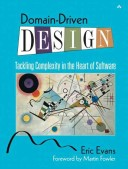 Domain-Driven
DESIGN
Tackling Complexity in the Heart of Software
Eric Evans
Foreword by Martin Fowler